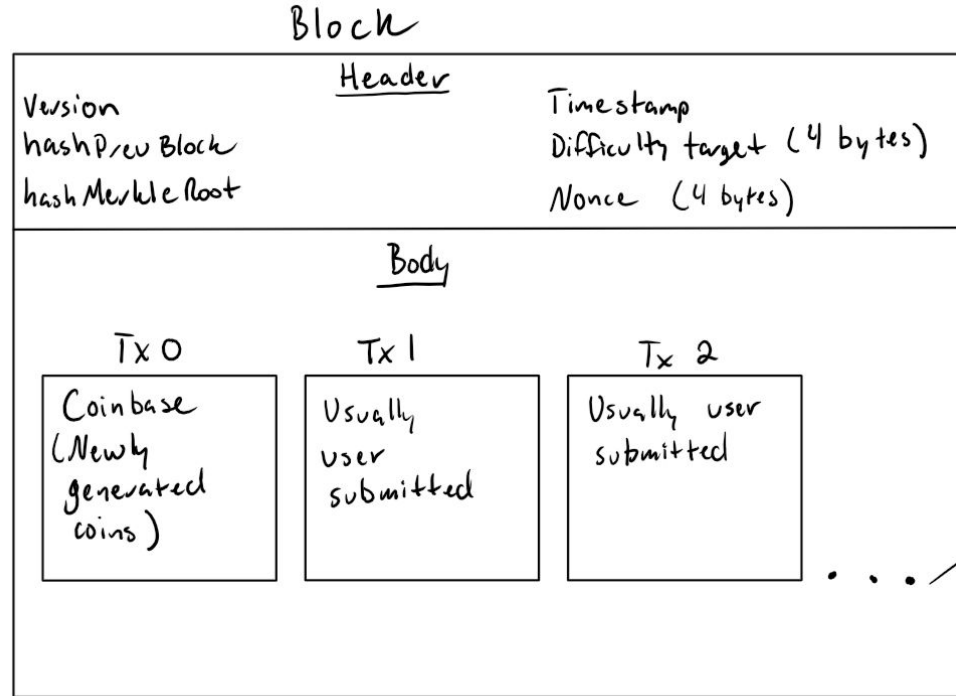 Block
Header
Version
hashPrevBlock
hashMerkleRoot
Timestamp
Difficulty target (4 bytes)
Nonce (4 bytes)
Body
Tx 0
Coinbase
(Newly
generated
coins)
Tx 1
Usually
user
submitted
Tx 2
Usually user
submitted
. . .